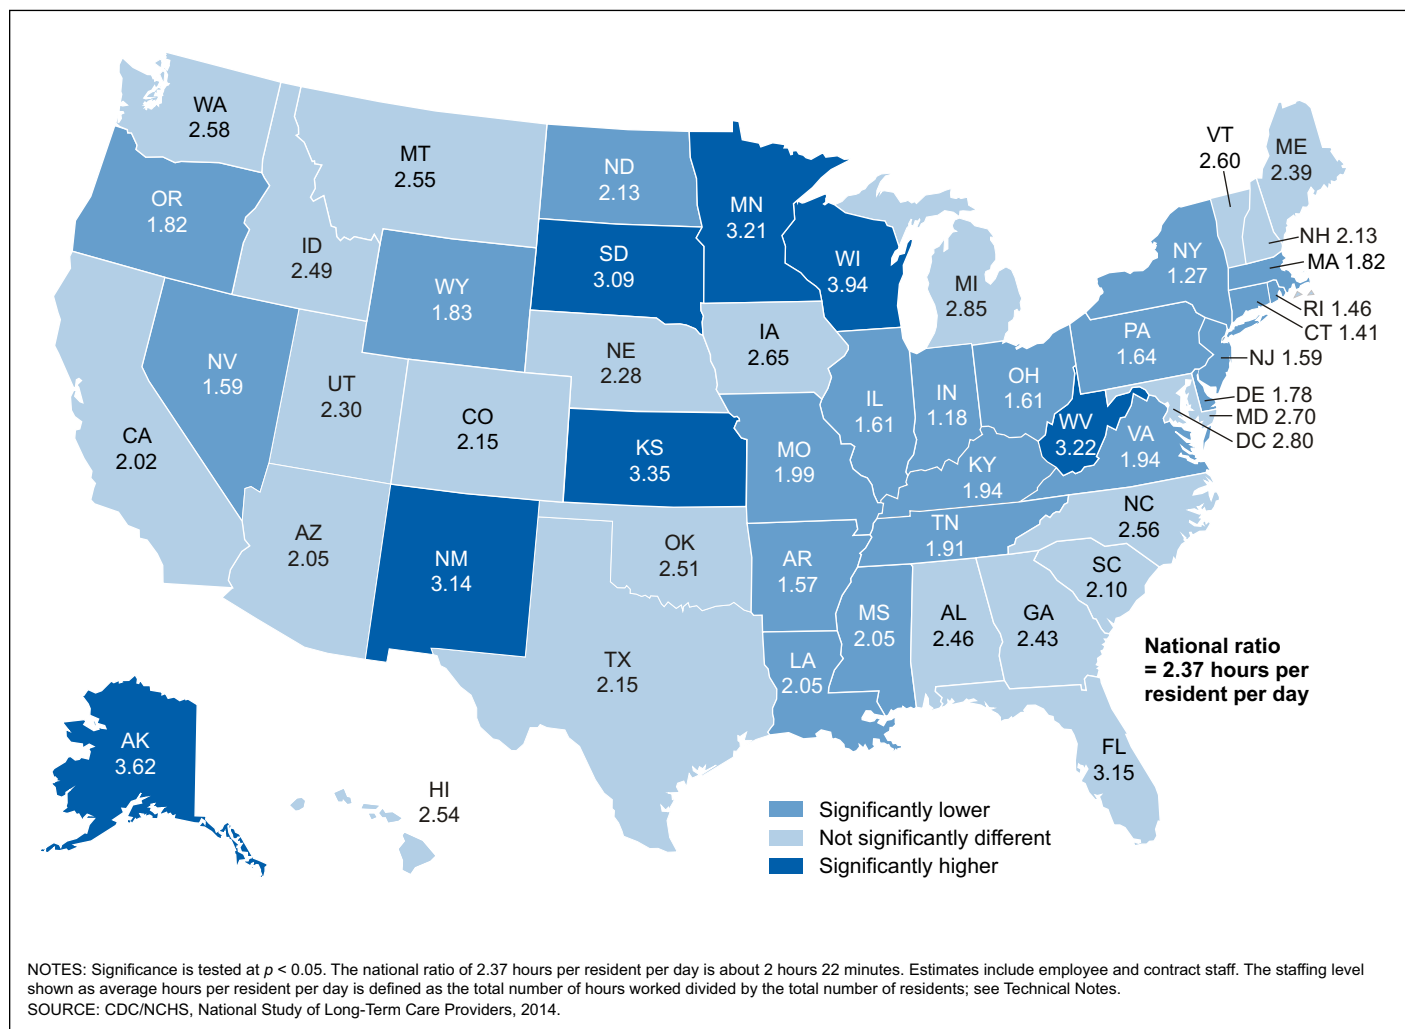 WA
2.58
OR
1.82
CA
2.02
NV
1.59
ID
2.49
MT
2.55
WY
1.83
UT
2.30
AZ
2.05
CO
2.15
NM
3.14
ND
2.13
SD
3.09
NE
2.28
KS
3.35
OK
2.51
TX
2.15
MN
3.21
IA
2.65
MO
1.99
AR
1.57
LA
2.05
WI
3.94
IL
1.61
MI
2.85
IN
1.18
OH
1.61
KY
1.94
TN
1.91
MS
2.05
AL
2.46
GA
2.43
FL
3.15
SC
2.10
NC
2.56
VA
1.94
WV
3.22
PA
1.64
NY
1.27
VT
2.60
ME
2.39
NH 2.13
MA 1.82
RI 1.46
CT 1.41
NJ 1.59
DE 1.78
MD 2.70
DC 2.80
AK
3.62
HI
2.54
National ratio
= 2.37 hours per
resident per day
Significantly lower
Not significantly different
Significantly higher
NOTES: Significance is tested at p < 0.05. The national ratio of 2.37 hours per resident per day is about 2 hours 22 minutes. Estimates include employee and contract staff. The staffing level
shown as average hours per resident per day is defined as the total number of hours worked divided by the total number of residents; see Technical Notes.
SOURCE: CDC/NCHS, National Study of Long-Term Care Providers, 2014.